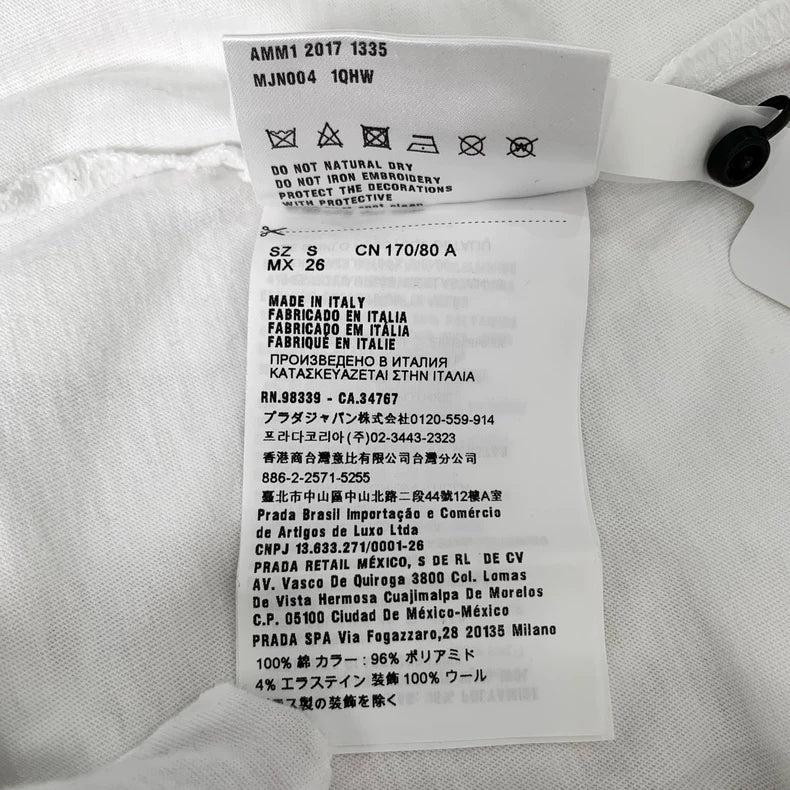 AMM1 2017 1335
MJN004 1QHW
DO NOT NATURAL DRY
DO NOT IRON EMBROIDERY
PROTECT THE DECORATIONS
WITH PROTECTIVE
SZ S CN 170/80 A
MX 26
MADE IN ITALY
FABRICADO EN ITALIA
FABRICADO EM ITÁLIA
FABRIQUÉ EN ITALIE
ПРОИЗВЕДЕНО В ИТАЛИЯ
ΚΑΤΑΣΚΕΥΑΖΕΤΑΙ ΣΤΗΝ ΙΤΑΛΙΑ
RN.98339 - CA.34767
プラダジャパン株式会社0120-559-914
프라다코리아(주)02-3443-2323
香港商台灣意比有限公司台灣分公司
886-2-2571-5255
臺北市中山區中山北路二段44號12樓A室
Prada Brasil Importação e Comércio
de Artigos de Luxo Ltda
CNPJ 13.633.271/0001-26
PRADA RETAIL MÉXICO, S DE RL DE CV
AV. Vasco De Quiroga 3800 Col. Lomas
De Vista Hermosa Cuajimalpa De Morelos
C.P. 05100 Ciudad De México-México
PRADA SPA Via Fogazzaro,28 20135 Milano
100% 綿 カラー : 96% ポリアミド
4% エラステイン 装飾 100% ウール
ラス製の装飾を除く